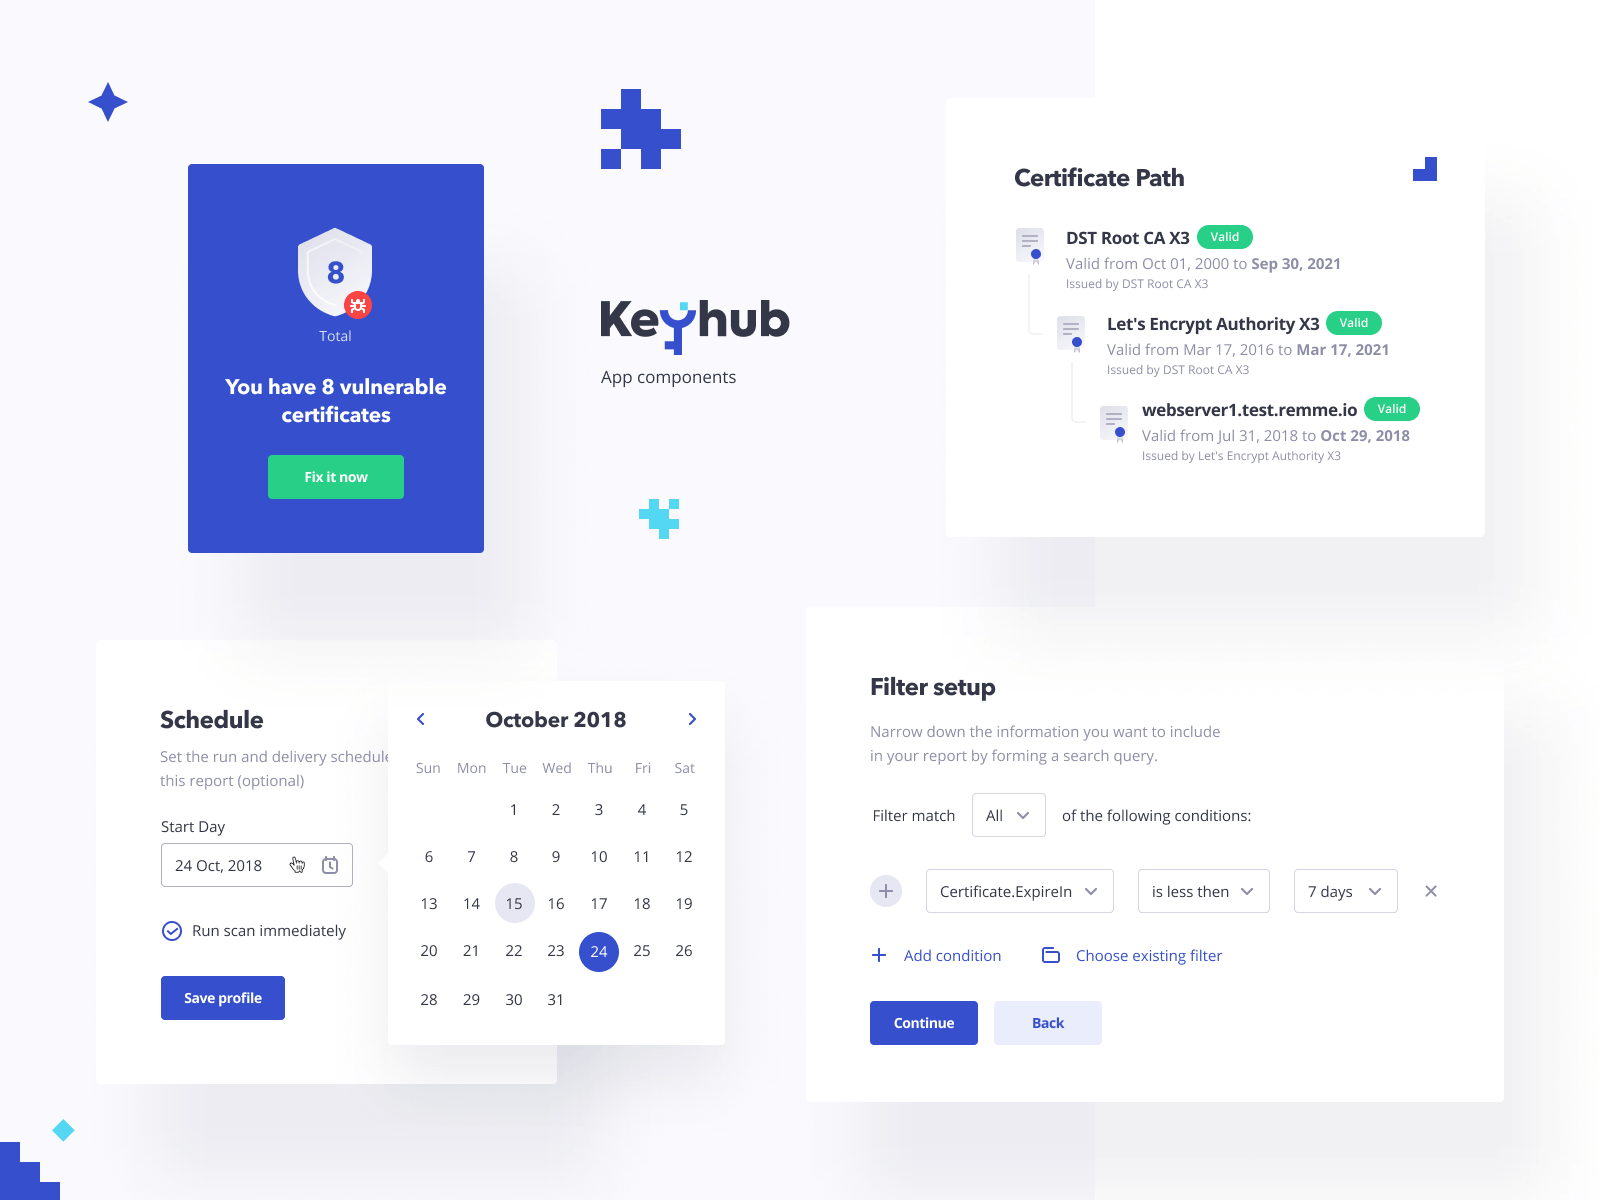 8
Total
You have 8 vulnerable
certificates
Fix it now
Keyhub
App components
Certificate Path
DST Root CA X3 Valid
Valid from Oct 01, 2000 to Sep 30, 2021
Issued by DST Root CA X3
Let's Encrypt Authority X3 Valid
Valid from Mar 17, 2016 to Mar 17, 2021
Issued by DST Root CA X3
webserver1.test.remme.io Valid
Valid from Jul 31, 2018 to Oct 29, 2018
Issued by Let's Encrypt Authority X3
Schedule
Set the run and delivery schedule
this report (optional)
Start Day
24 Oct, 2018
Run scan immediately
Save profile
October 2018
Sun Mon Tue Wed Thu Fri Sat
1 2 3 4 5
6 7 8 9 10 11 12
13 14 15 16 17 18 19
20 21 22 23 24 25 26
28 29 30 31
Filter setup
Narrow down the information you want to include
in your report by forming a search query.
Filter match All of the following conditions:
Certificate.ExpireIn is less then 7 days
Add condition Choose existing filter
Continue Back